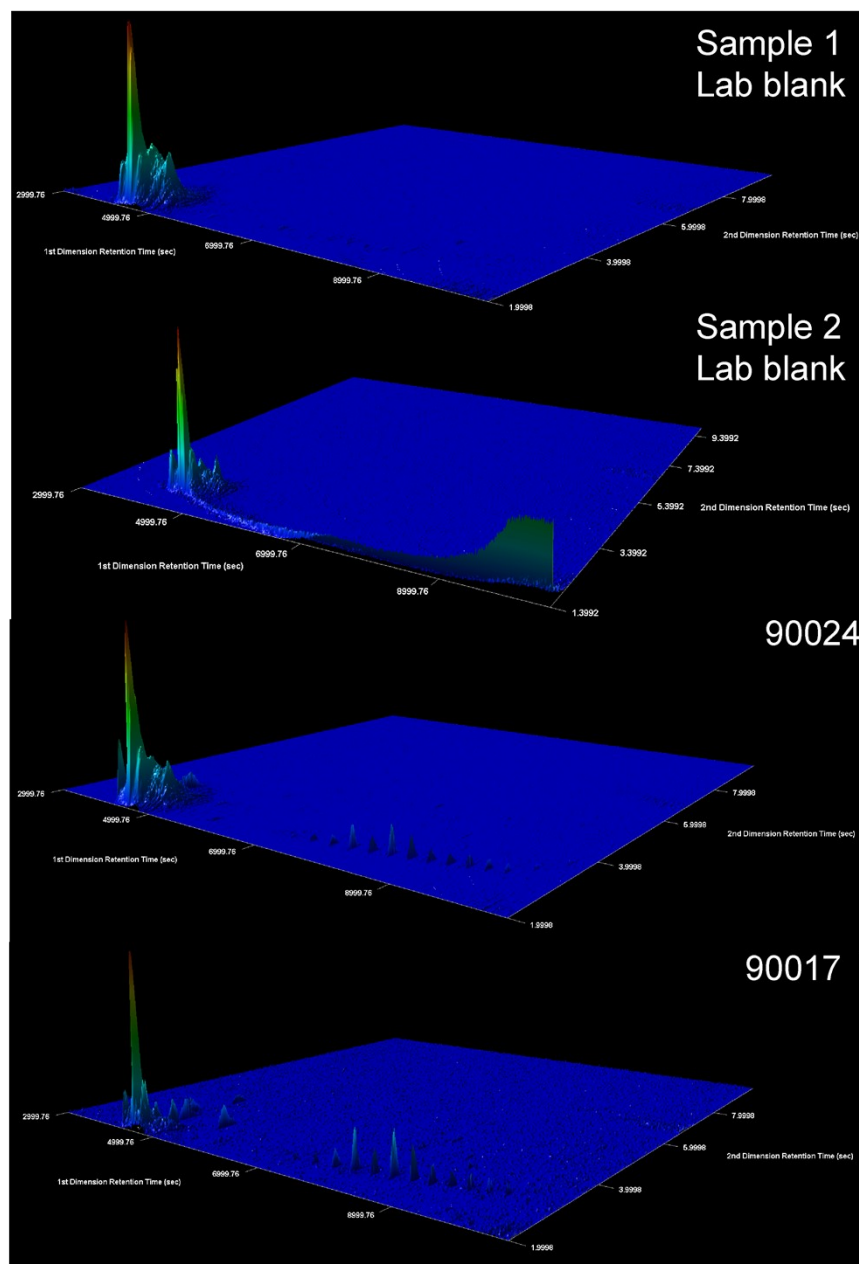 Sample 1
Lab blank
2999.76
4999.76
6999.76
8999.76
1st Dimension Retention Time (sec)
7.9998
5.9998
3.9998
1.9998
2nd Dimension Retention Time (sec)
Sample 2
Lab blank
2999.76
4999.76
6999.76
8999.76
1st Dimension Retention Time (sec)
9.3992
7.3992
5.3992
3.3992
1.3992
2nd Dimension Retention Time (sec)
90024
2999.76
4999.76
6999.76
8999.76
1st Dimension Retention Time (sec)
7.9998
5.9998
3.9998
1.9998
2nd Dimension Retention Time (sec)
90017
2999.76
4999.76
6999.76
8999.76
1st Dimension Retention Time (sec)
7.9998
5.9998
3.9998
1.9998
2nd Dimension Retention Time (sec)